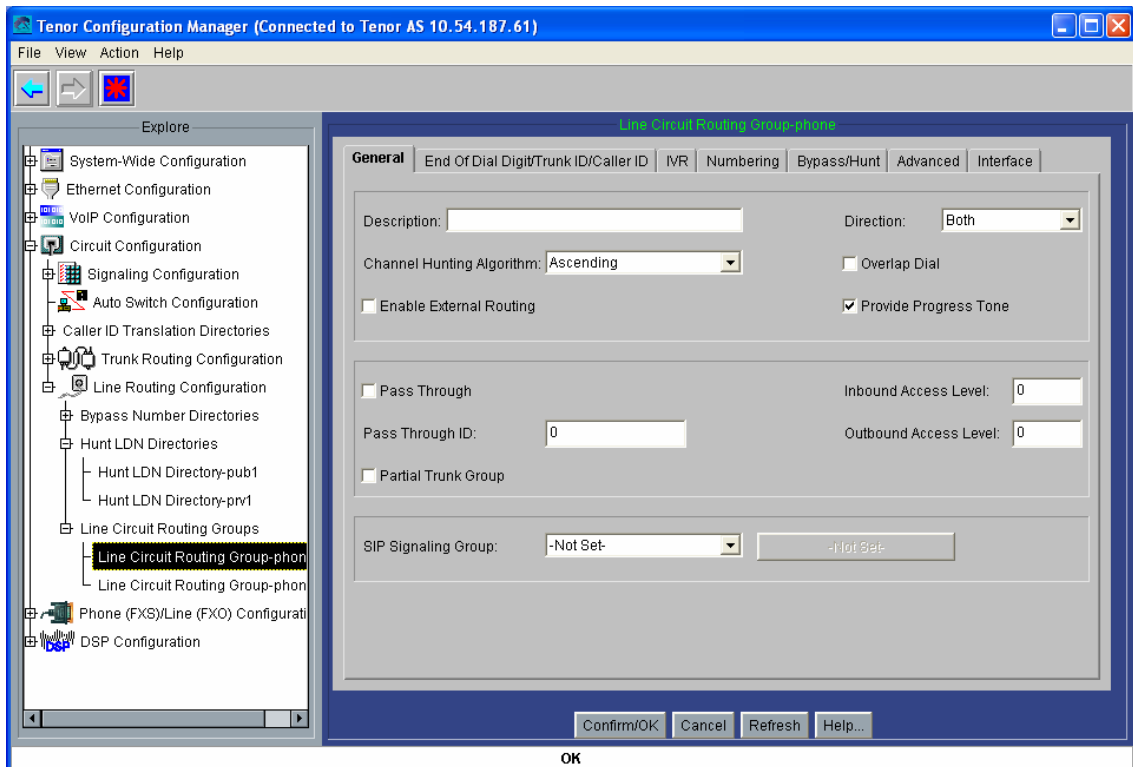 Tenor Configuration Manager (Connected to Tenor AS 10.54.187.61)
File View Action Help
Explore
System-Wide Configuration
Ethernet Configuration
VoIP Configuration
Circuit Configuration
Signaling Configuration
Auto Switch Configuration
Caller ID Translation Directories
Trunk Routing Configuration
Line Routing Configuration
Bypass Number Directories
Hunt LDN Directories
Hunt LDN Directory-pub1
Hunt LDN Directory-prv1
Line Circuit Routing Groups
Line Circuit Routing Group-phon
Line Circuit Routing Group-phon
Phone (FXS)/Line (FXO) Configurati
DSP DSP Configuration
Line Circuit Routing Group-phone
General End Of Dial Digit/Trunk ID/Caller ID IVR Numbering Bypass/Hunt Advanced Interface
Description: Direction: Both
Channel Hunting Algorithm: Ascending Overlap Dial
Enable External Routing Provide Progress Tone
Pass Through Inbound Access Level: 0
Pass Through ID: 0 Outbound Access Level: 0
Partial Trunk Group
SIP Signaling Group: -Not Set- -Not Set-
Confirm/OK Cancel Refresh Help...
OK